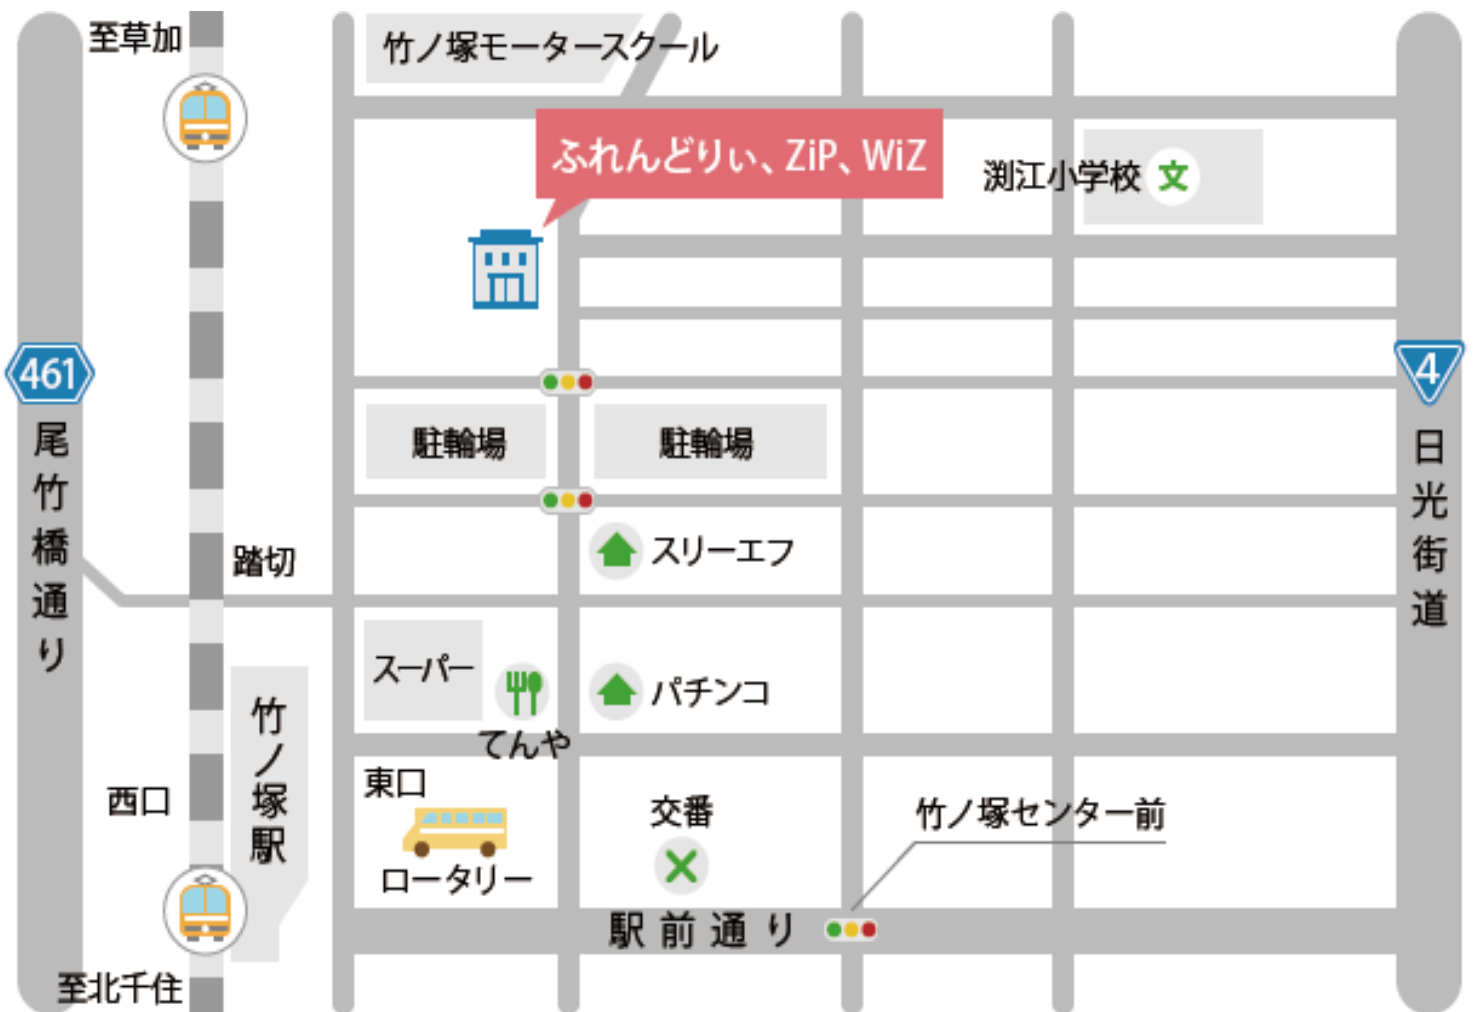 至草加
竹ノ塚モータースクール
ふれんどりぃ、ZiP、WiZ
渕江小学校
文
461
尾竹橋通り
4
日光街道
駐輪場
駐輪場
スリーエフ
踏切
スーパー
てんや
パチンコ
竹ノ塚駅
西口
東口
ロータリー
交番
竹ノ塚センター前
駅前通り
至北千住